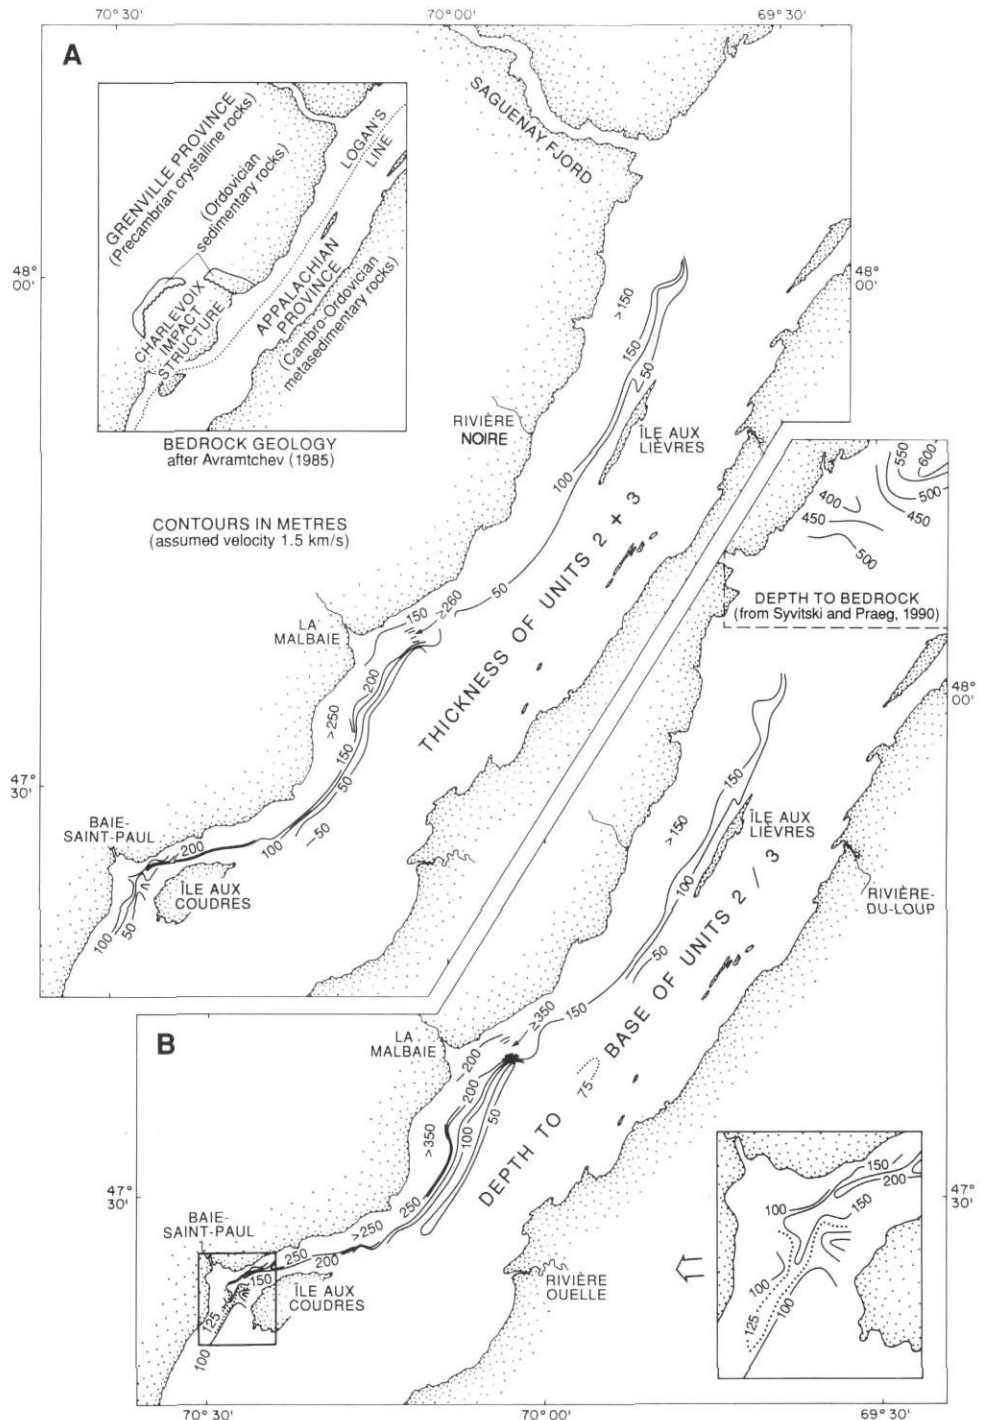 70° 30'
70° 00'
69° 30'
A
SAGUENAY FJORD
GRENVILLE PROVINCE
(Precambrian crystalline rocks)
(Ordovician
sedimentary rocks)
LOGAN'S
LINE
CHARLEVOIX
IMPACT
STRUCTURE
APPALACHIAN
PROVINCE
(Cambro-Ordovician
metasedimentary rocks)
BEDROCK GEOLOGY
after Avramtchev (1985)
48°
00'
48°
00'
>150
150
50
RIVIÈRE
NOIRE
ÎLE AUX
LIÈVRES
100
CONTOURS IN METRES
(assumed velocity 1.5 km/s)
THICKNESS OF UNITS 2 + 3
50
≥260
150
LA
MALBAIE
200
>250
150
50
50
100
47°
30'
BAIE-
SAINT-PAUL
200
ÎLE AUX
COUDRES
100
50
550
600
500
400
450
450
500
DEPTH TO BEDROCK
(from Syvitski and Praeg, 1990)
48°
00'
150
>150
ÎLE AUX
LIÈVRES
100
50
RIVIÈRE-
DU-LOUP
DEPTH TO BASE OF UNITS 2 / 3
B
≥350
150
LA
MALBAIE
200
200
75
50
100
>350
250
>250
47°
30'
47°
30'
BAIE-
SAINT-PAUL
250
200
150
ÎLE AUX
COUDRES
125
100
RIVIÈRE
OUELLE
150
200
100
150
100
100
125
70° 30'
70° 00'
69° 30'